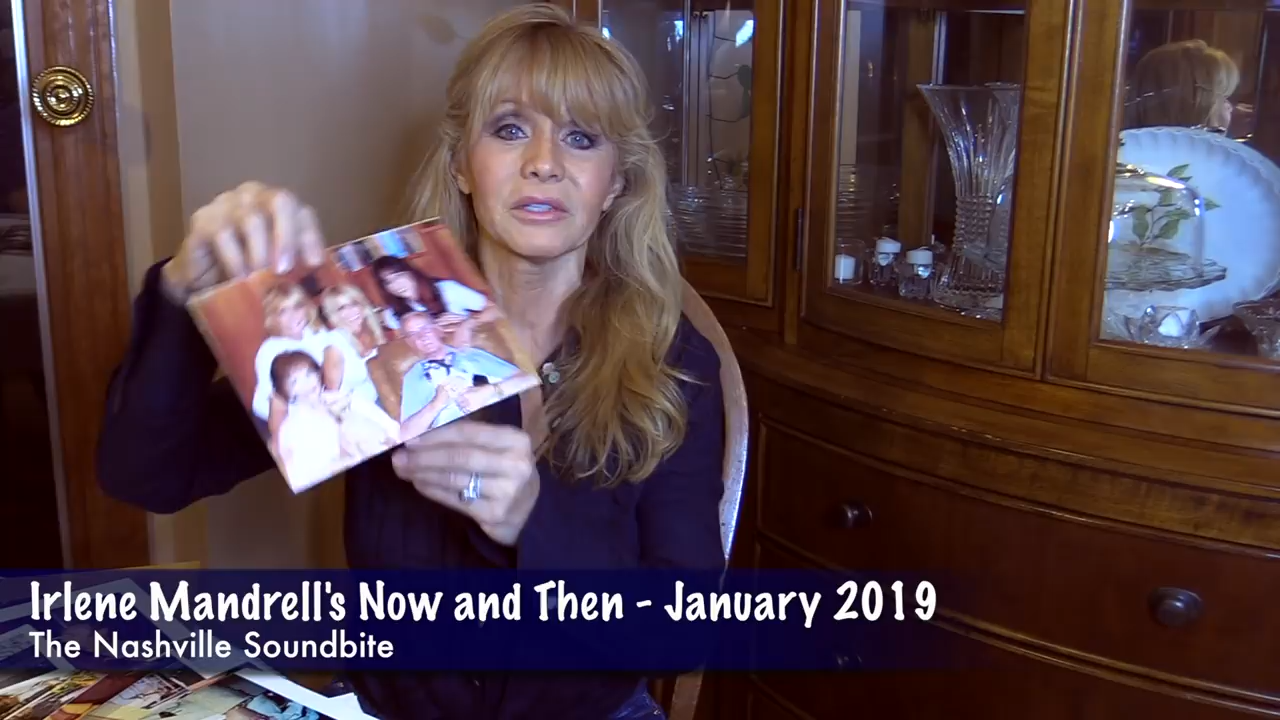 Irlene Mandrell's Now and Then - January 2019
The Nashville Soundbite